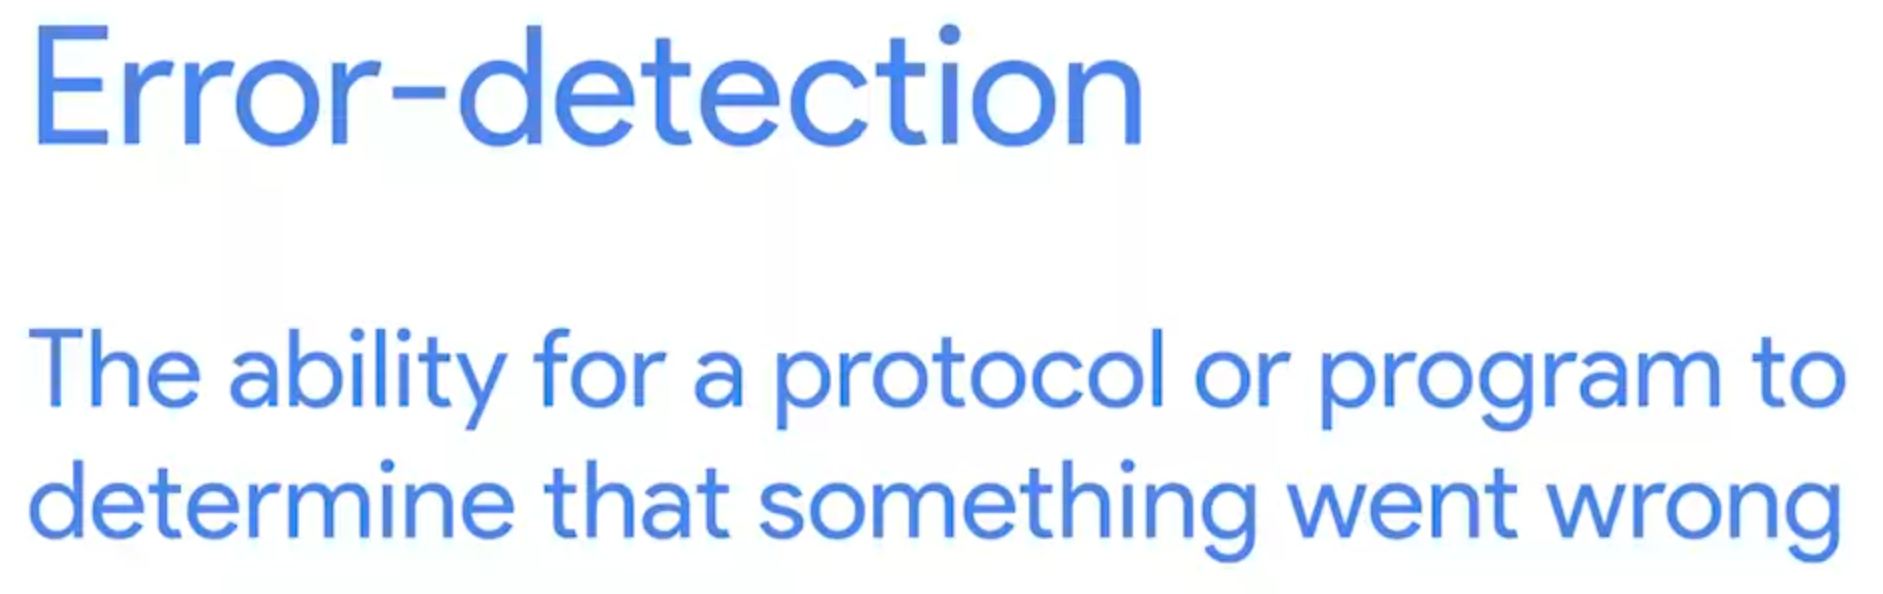 Error-detection
The ability for a protocol or program to
determine that something went wrong